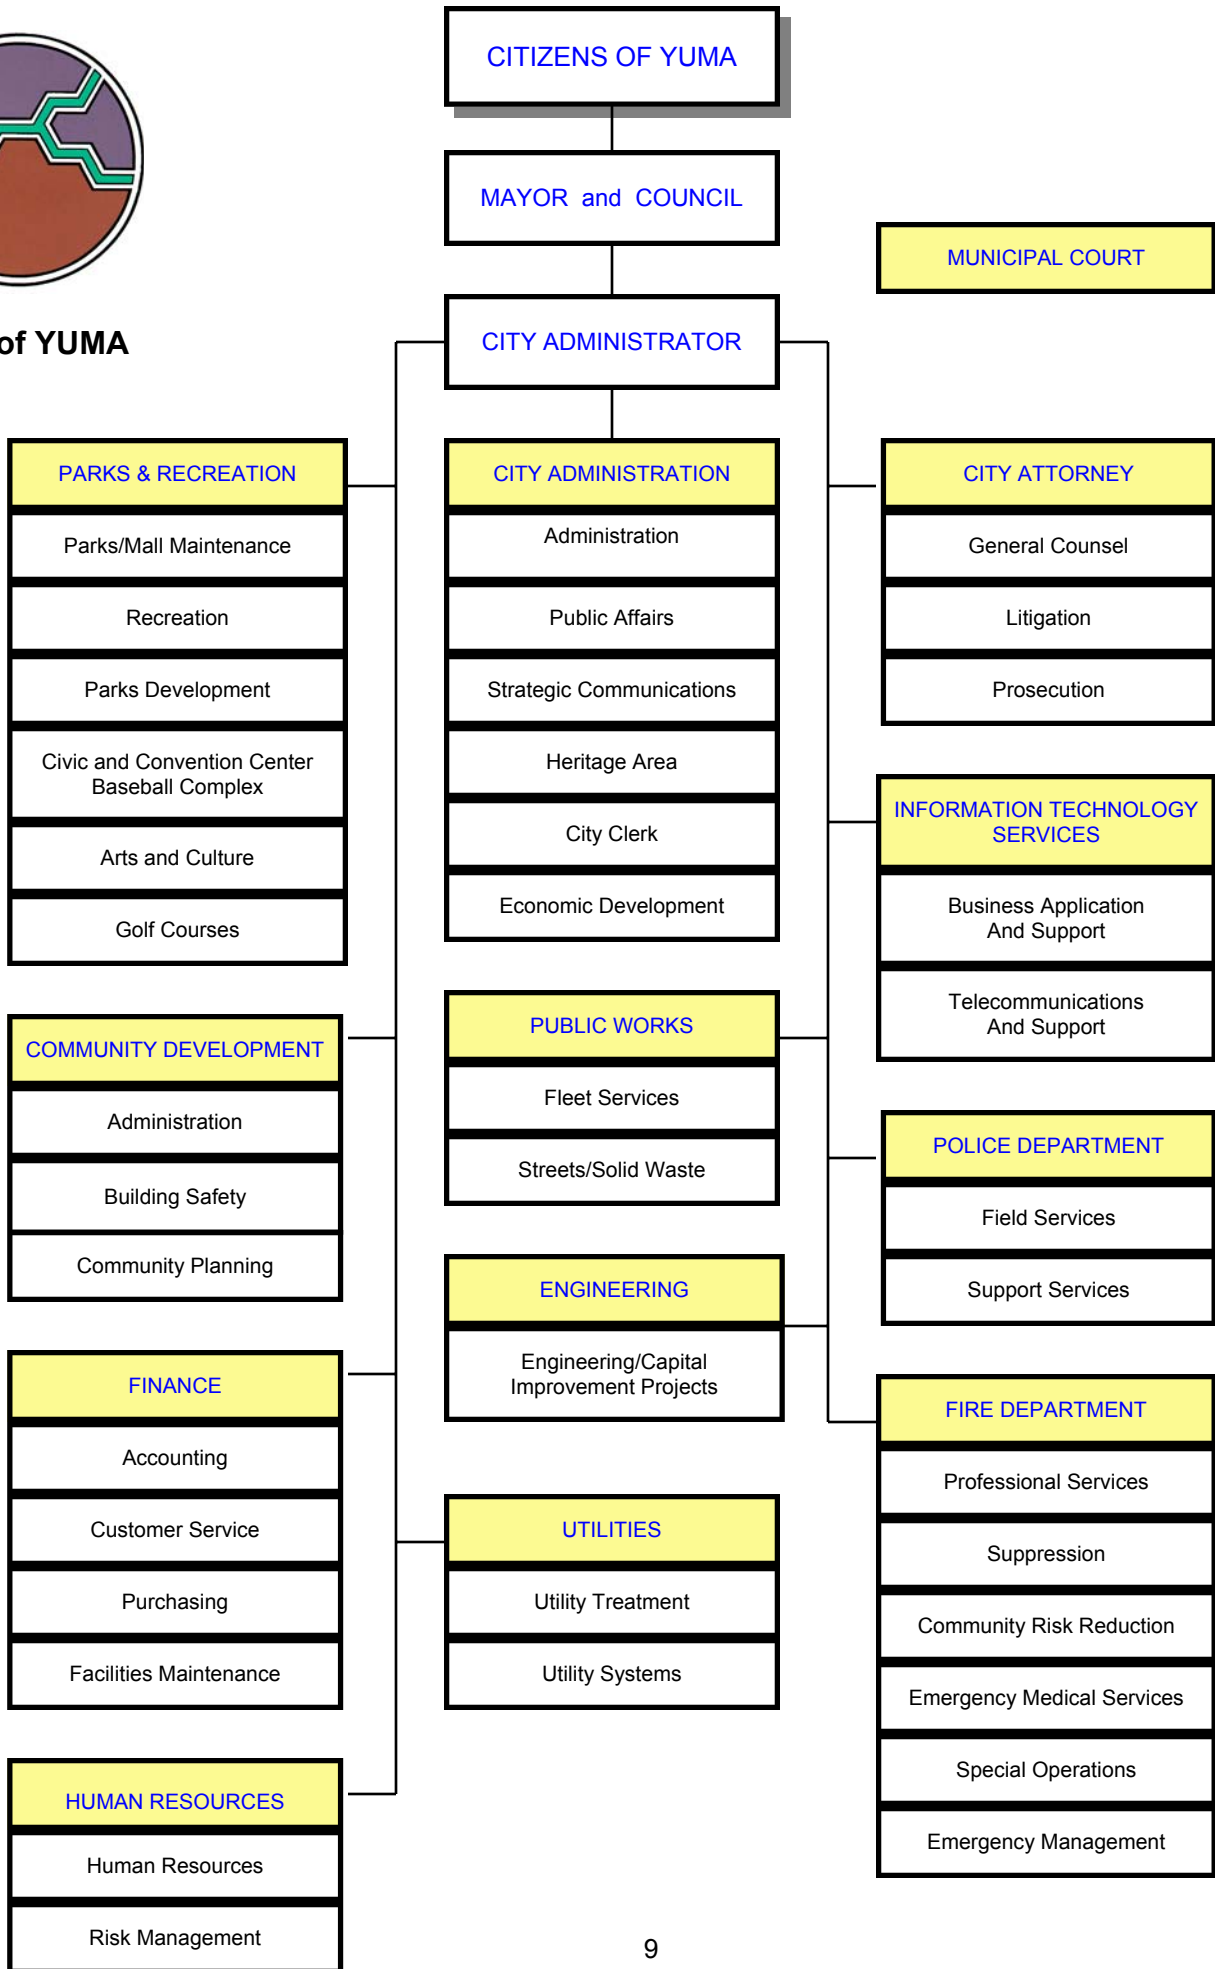 CITIZENS OF YUMA
MAYOR and COUNCIL
MUNICIPAL COURT
of YUMA
CITY ADMINISTRATOR
PARKS & RECREATION
Parks/Mall Maintenance
Recreation
Parks Development
Civic and Convention Center
Baseball Complex
Arts and Culture
Golf Courses
COMMUNITY DEVELOPMENT
Administration
Building Safety
Community Planning
FINANCE
Accounting
Customer Service
Purchasing
Facilities Maintenance
HUMAN RESOURCES
Human Resources
Risk Management
CITY ADMINISTRATION
Administration
Public Affairs
Strategic Communications
Heritage Area
City Clerk
Economic Development
PUBLIC WORKS
Fleet Services
Streets/Solid Waste
ENGINEERING
Engineering/Capital
Improvement Projects
UTILITIES
Utility Treatment
Utility Systems
CITY ATTORNEY
General Counsel
Litigation
Prosecution
INFORMATION TECHNOLOGY
SERVICES
Business Application
And Support
Telecommunications
And Support
POLICE DEPARTMENT
Field Services
Support Services
FIRE DEPARTMENT
Professional Services
Suppression
Community Risk Reduction
Emergency Medical Services
Special Operations
Emergency Management
9